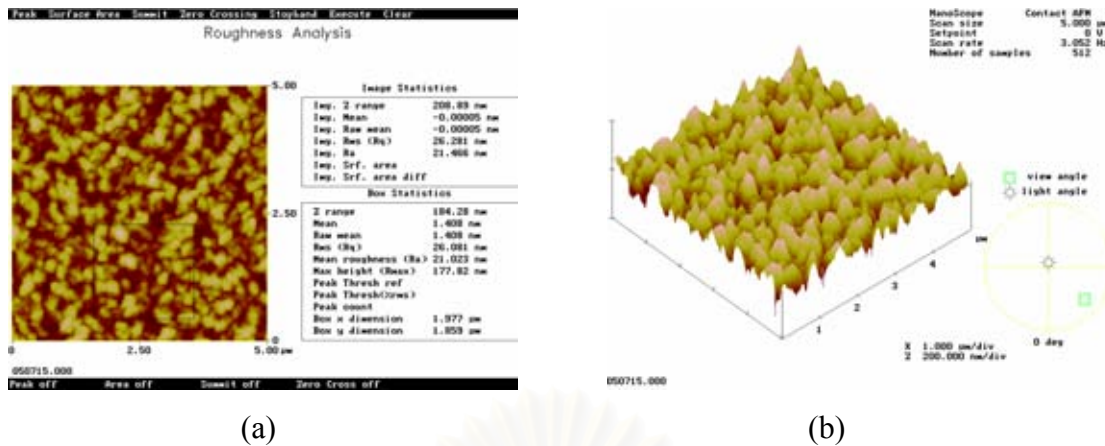 Peak Surface Area Summit Zero Crossing Stopband Execute Clear
Roughness Analysis
5.00
2.50
0
0 2.50 5.00 µm
050715.000
Peak off Area off Summit off Zero Cross off
Image Statistics
Img. Z range 208.89 nm
Img. Mean -0.00005 nm
Img. Raw mean -0.00005 nm
Img. Rms (Rq) 26.281 nm
Img. Ra 21.466 nm
Img. Srf. area
Img. Srf. area diff
Box Statistics
Z range 184.28 nm
Mean 1.408 nm
Raw mean 1.408 nm
Rms (Rq) 26.081 nm
Mean roughness (Ra) 21.023 nm
Max height (Rmax) 177.82 nm
Peak Thresh ref
Peak Thresh(%rms)
Peak count
Box x dimension 1.977 µm
Box y dimension 1.859 µm
(a)
NanoScope Contact AFM
Scan size 5.000 µm
Setpoint 0 V
Scan rate 3.052 Hz
Number of samples 512
view angle
light angle
0 deg
1
2
3
4
µm
X 1.000 µm/div
Z 200.000 nm/div
050715.000
(b)